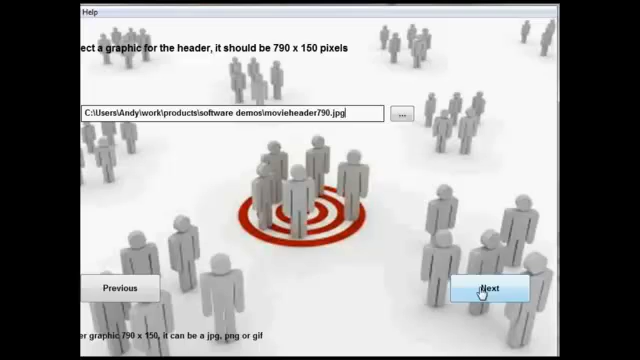 Help
ect a graphic for the header, it should be 790 x 150 pixels
C:\Users\Andy\work\products\software demos\movieheader790.jpg
...
Previous
Next
er graphic 790 x 150, it can be a jpg, png or gif